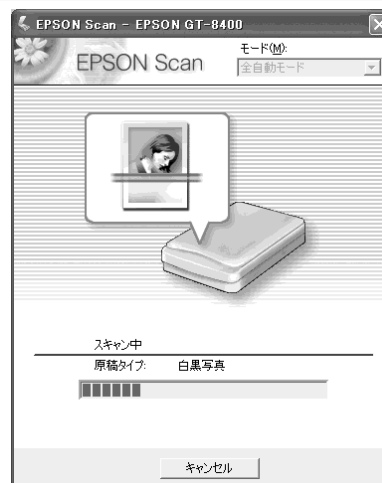 EPSON Scan - EPSON GT-8400
EPSON Scan
モード(M):
全自動モード
スキャン中
原稿タイプ: 白黒写真
キャンセル